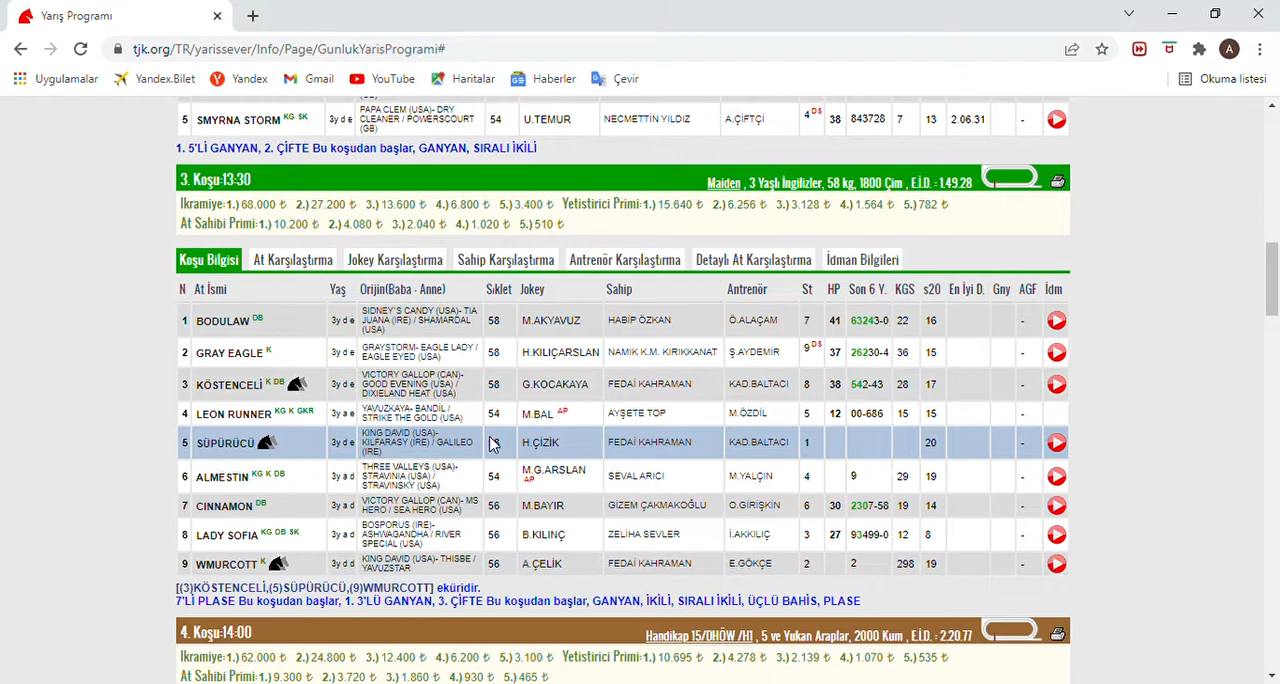 Yarış Programı
tjk.org/TR/yarissever/Info/Page/GunlukYarisProgrami#
A
Uygulamalar Yandex.Bilet Yandex Gmail YouTube Haritalar Haberler Çevir Okuma listesi
5 SMYRNA STORM KG SK 3y d e PAPA CLEM (USA)- DRY CLEANER / POWERSCOURT (GB) 54 U.TEMUR NECMETTİN YILDIZ A.ÇİFTÇİ 4 DS 38 843728 7 13 2.06.31 -
1. 5'Lİ GANYAN, 2. ÇİFTE Bu koşudan başlar, GANYAN, SIRALI İKİLİ
3. Koşu:13:30 Maiden , 3 Yaşlı İngilizler, 58 kg, 1800 Çim , E.İ.D. : 1.49.28
Ikramiye:1.) 68.000 ₺ 2.) 27.200 ₺ 3.) 13.600 ₺ 4.) 6.800 ₺ 5.) 3.400 ₺ Yetistirici Primi:1.) 15.640 ₺ 2.) 6.256 ₺ 3.) 3.128 ₺ 4.) 1.564 ₺ 5.) 782 ₺
At Sahibi Primi:1.) 10.200 ₺ 2.) 4.080 ₺ 3.) 2.040 ₺ 4.) 1.020 ₺ 5.) 510 ₺
Koşu Bilgisi At Karşılaştırma Jokey Karşılaştırma Sahip Karşılaştırma Antrenör Karşılaştırma Detaylı At Karşılaştırma İdman Bilgileri
N At İsmi Yaş Orijin(Baba - Anne) Sıklet Jokey Sahip Antrenör St HP Son 6 Y. KGS s20 En İyi D. Gny AGF İdm
1 BODULAW DB 3y d e SIDNEY'S CANDY (USA)- TIA JUANA (IRE) / SHAMARDAL (USA) 58 M.AKYAVUZ HABİP ÖZKAN Ö.ALAÇAM 7 41 63243-0 22 16 -
2 GRAY EAGLE K 3y d e GRAYSTORM- EAGLE LADY / EAGLE EYED (USA) 58 H.KILIÇARSLAN NAMIK K.M. KIRIKKANAT Ş.AYDEMİR 9 DS 37 26230-4 36 15 -
3 KÖSTENCELİ K DB 3y d e VICTORY GALLOP (CAN)- GOOD EVENING (USA) / DIXIELAND HEAT (USA) 58 G.KOCAKAYA FEDAİ KAHRAMAN KAD.BALTACI 8 38 542-43 28 17 -
4 LEON RUNNER KG K GKR 3y a e YAVUZKAYA- BANDİL / STRIKE THE GOLD (USA) 54 M.BAL AP AYŞETE TOP M.ÖZDİL 5 12 00-686 15 15 -
5 SÜPÜRÜCÜ 3y d e KING DAVID (USA)- KILFARASY (IRE) / GALILEO (IRE) H.ÇİZİK FEDAİ KAHRAMAN KAD.BALTACI 1 20 -
6 ALMESTIN KG K DB 3y a d THREE VALLEYS (USA)- STRAVINIA (USA) / STRAVINSKY (USA) 54 M.G.ARSLAN AP SEVAL ARICI M.YALÇIN 4 9 29 19 -
7 CINNAMON DB 3y a d VICTORY GALLOP (CAN)- MS HERO / SEA HERO (USA) 56 M.BAYIR GİZEM ÇAKMAKOĞLU O.GİRİŞKİN 6 30 2307-58 19 14 -
8 LADY SOFIA KG DB SK 3y a d BOSPORUS (IRE)- ASHWAGANDHA / RIVER SPECIAL (USA) 56 B.KILINÇ ZELİHA SEVLER İ.AKKILIÇ 3 27 93499-0 12 8 -
9 WMURCOTT K 3y d d KING DAVID (USA)- THISBE / YAVUZSTAR 56 A.ÇELİK FEDAİ KAHRAMAN E.GÖKÇE 2 2 298 19 -
[(3)KÖSTENCELİ,(5)SÜPÜRÜCÜ,(9)WMURCOTT] eküridir.
7'Lİ PLASE Bu koşudan başlar, 1. 3'LÜ GANYAN, 3. ÇİFTE Bu koşudan başlar, GANYAN, İKİLİ, SIRALI İKİLİ, ÜÇLÜ BAHİS, PLASE
4. Koşu:14:00 Handikap 15/DHÖW /H1 , 5 ve Yukarı Araplar, 2000 Kum , E.İ.D. : 2.20.77
Ikramiye:1.) 62.000 ₺ 2.) 24.800 ₺ 3.) 12.400 ₺ 4.) 6.200 ₺ 5.) 3.100 ₺ Yetistirici Primi:1.) 10.695 ₺ 2.) 4.278 ₺ 3.) 2.139 ₺ 4.) 1.070 ₺ 5.) 535 ₺
At Sahibi Primi:1.) 9.300 ₺ 2.) 3.720 ₺ 3.) 1.860 ₺ 4.) 930 ₺ 5.) 465 ₺